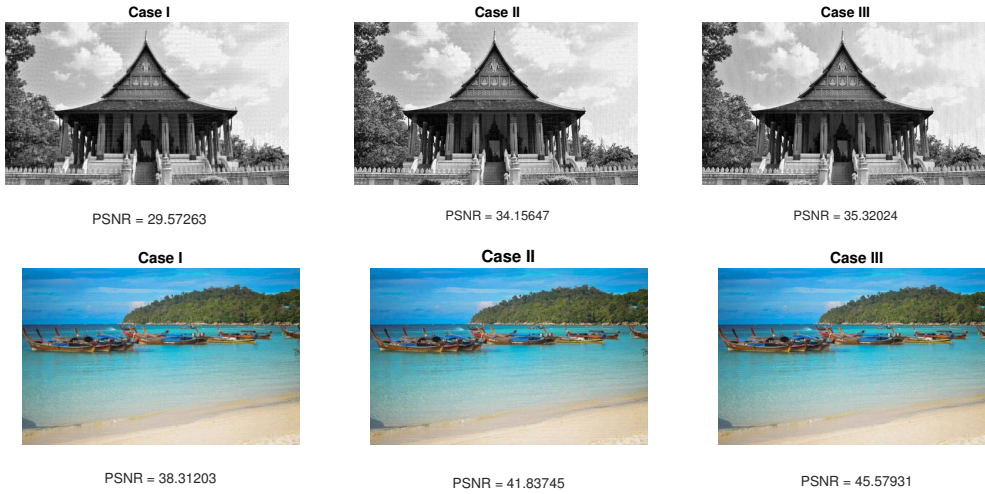 Case I
Case II
Case III
PSNR = 29.57263
PSNR = 34.15647
PSNR = 35.32024
Case I
Case II
Case III
PSNR = 38.31203
PSNR = 41.83745
PSNR = 45.57931